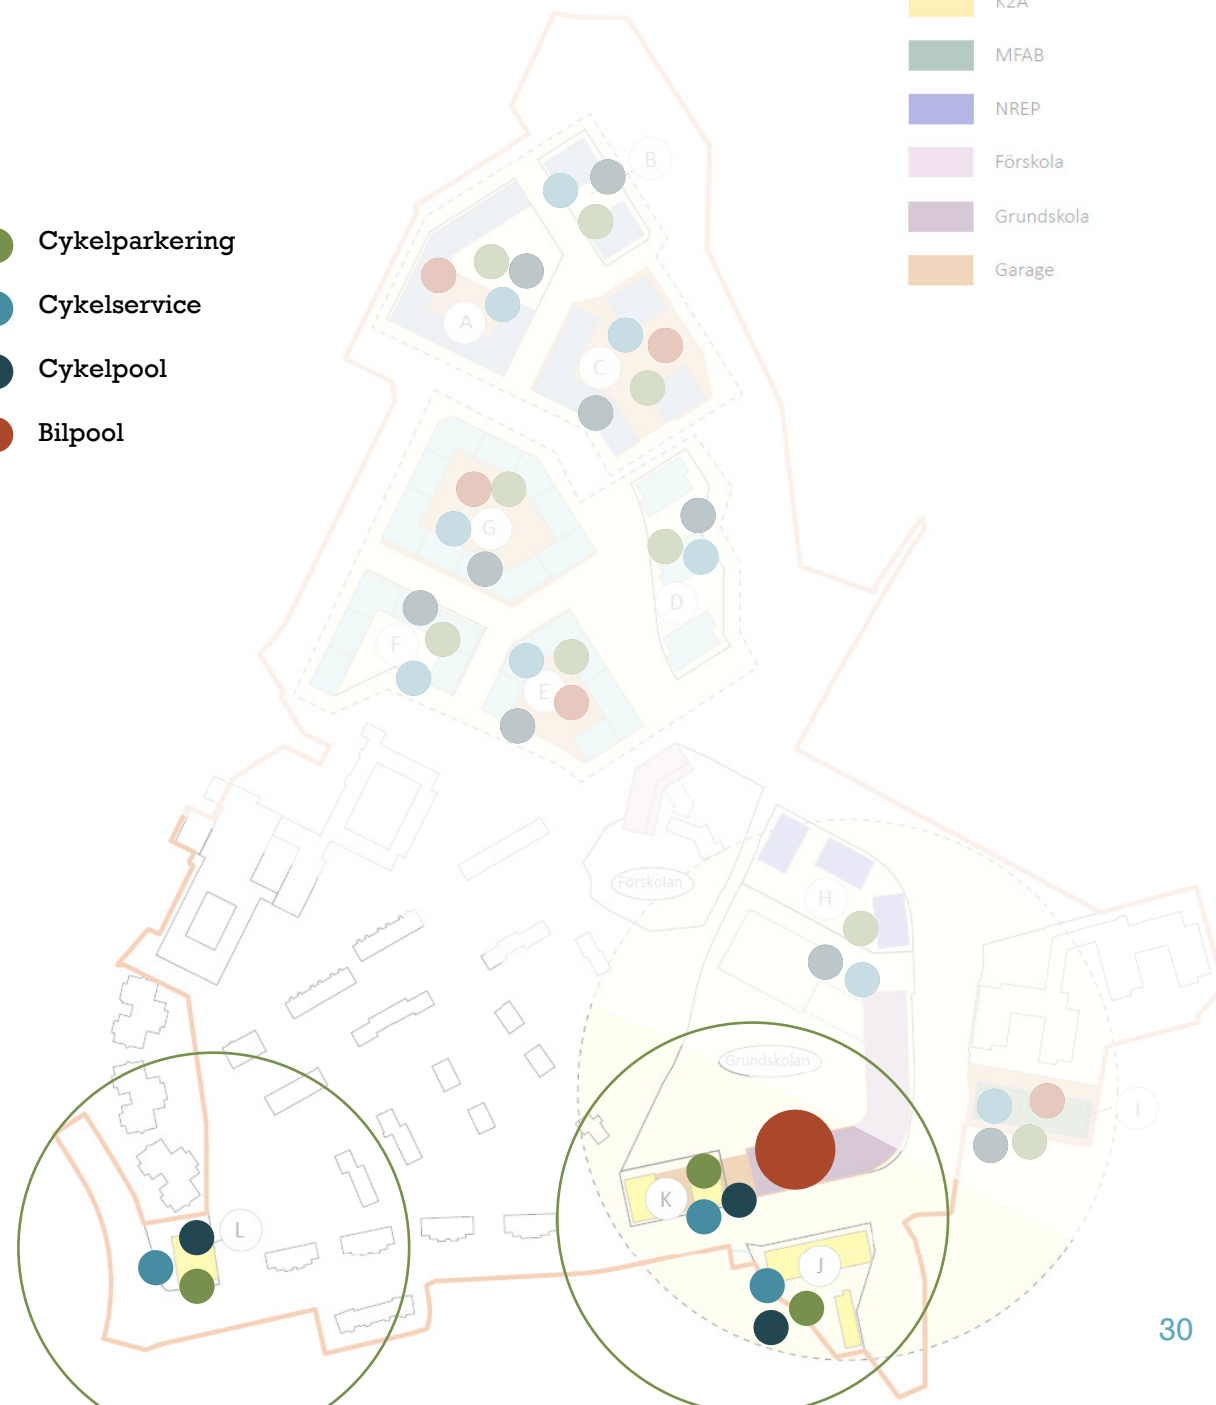 K2A
MFAB
NREP
Förskola
Grundskola
Garage
Cykelparkering
Cykelservice
Cykelpool
Bilpool
B
A
C
G
D
F
E
Förskolan
H
Grundskolan
I
K
L
J
30